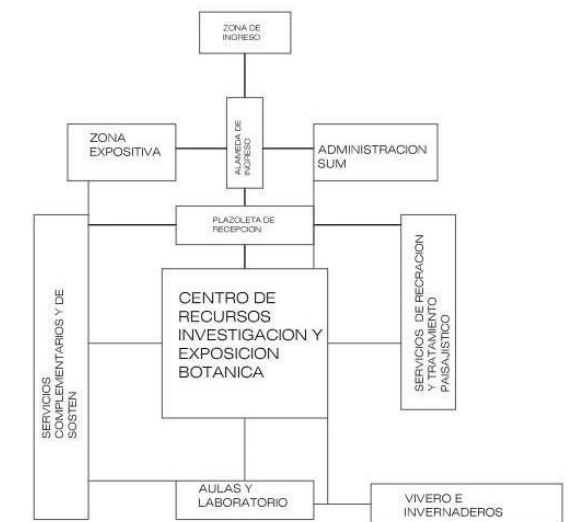 ZONA DE
INGRESO
ZONA
EXPOSITIVA
ALAMEDA DE
INGRESO
ADMINISTRACION
SUM
PLAZOLETA DE
RECEPCION
SERVICIOS
COMPLEMENTARIOS Y DE
SOSTEN
CENTRO DE
RECURSOS
INVESTIGACION Y
EXPOSICION
BOTANICA
SERVICIOS DE RECRACION
Y TRATAMIENTO
PAISAJISTICO
AULAS Y
LABORATORIO
VIVERO E
INVERNADEROS